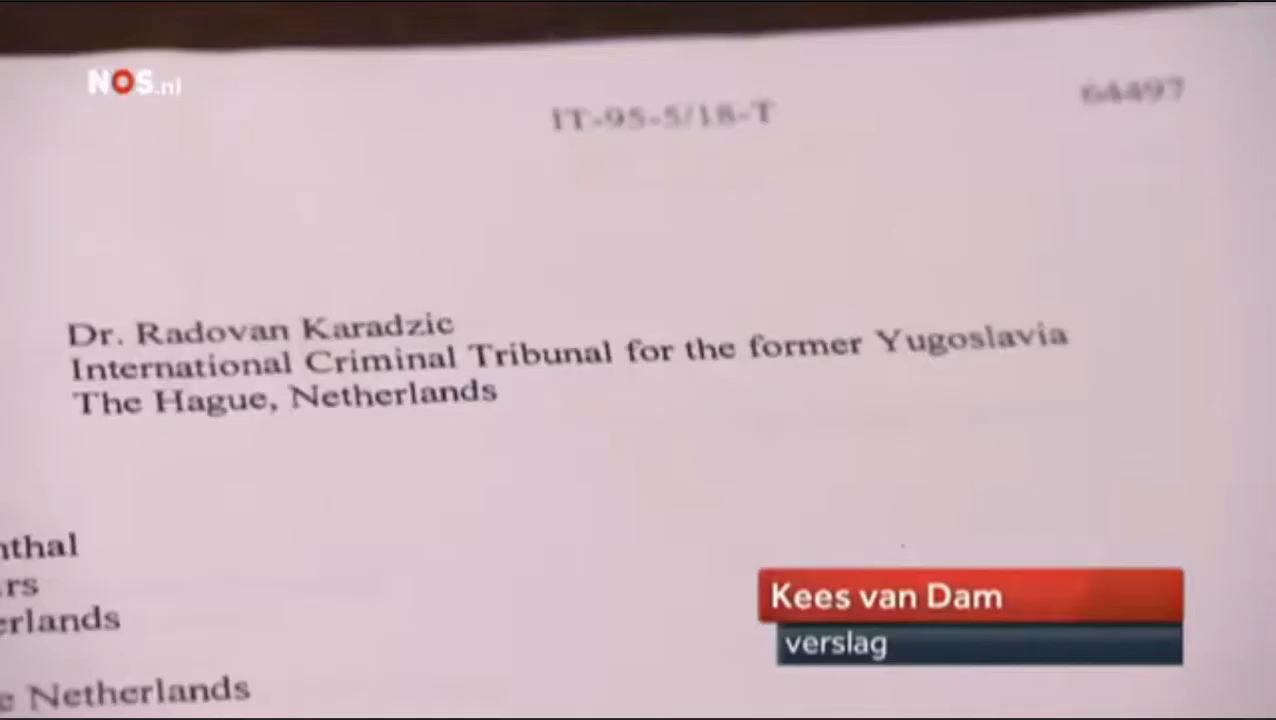 NOS.nl
IT-95-5/18-T
64497
Dr. Radovan Karadzic
International Criminal Tribunal for the former Yugoslavia
The Hague, Netherlands
nthal
rs
erlands
e Netherlands
Kees van Dam
verslag